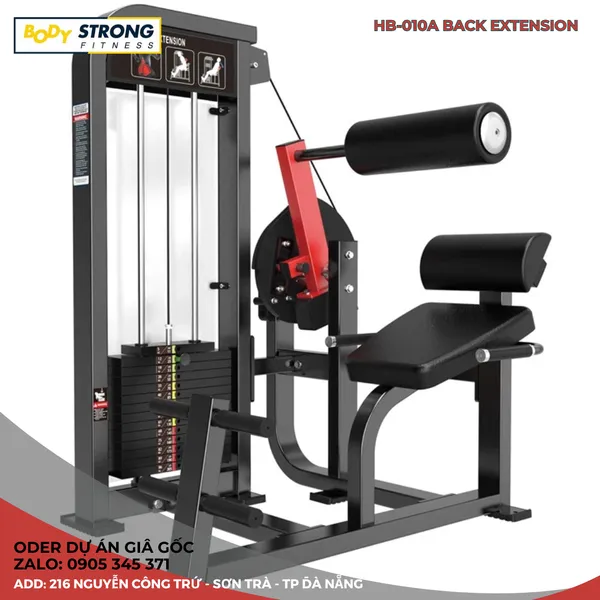 BODY STRONG
FITNESS
HB-010A BACK EXTENSION
EXTENSION
WARNING
ODER DỰ ÁN GIÁ GỐC
ZALO: 0905 345 371
ADD: 216 NGUYỄN CÔNG TRỨ - SƠN TRÀ - TP ĐÀ NẴNG